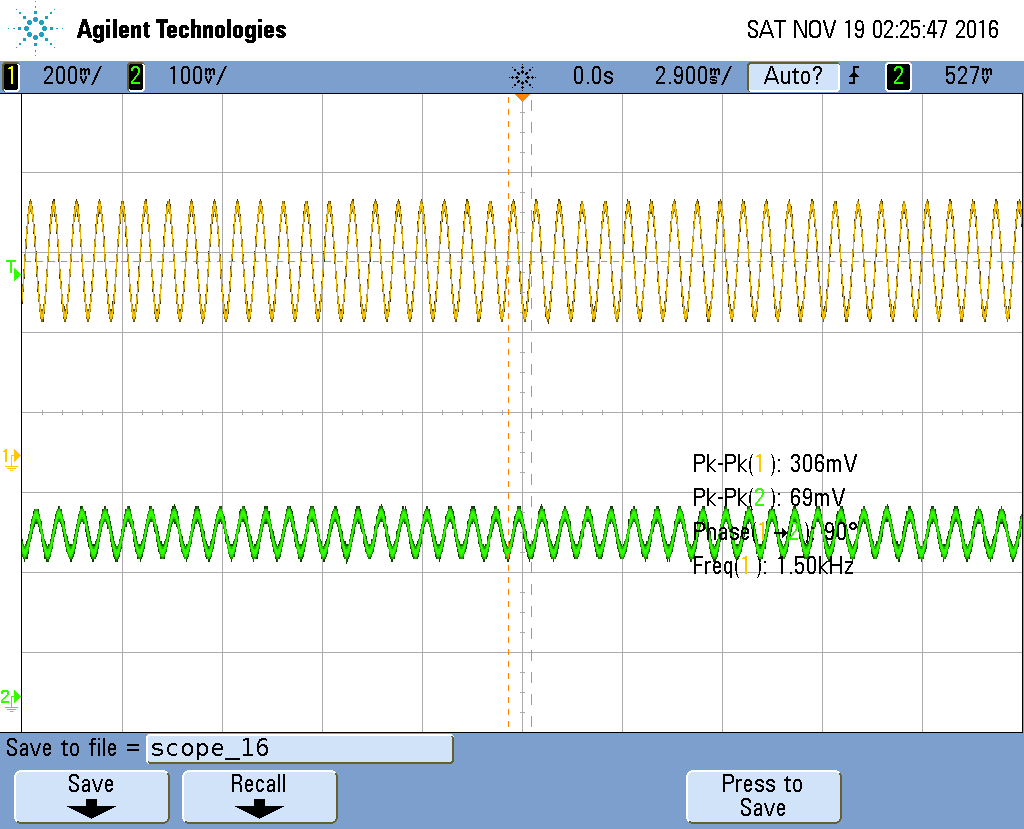 Agilent Technologies
SAT NOV 19 02:25:47 2016
1 200mV/ 2 100mV/ 0.0s 2.900ms/ Auto? 2 527mV
T
1
Pk-Pk(1): 306mV
Pk-Pk(2): 69mV
Phase(1→2): 90°
Freq(1): 1.50kHz
2
Save to file = scope_16
Save
Recall
Press to
Save